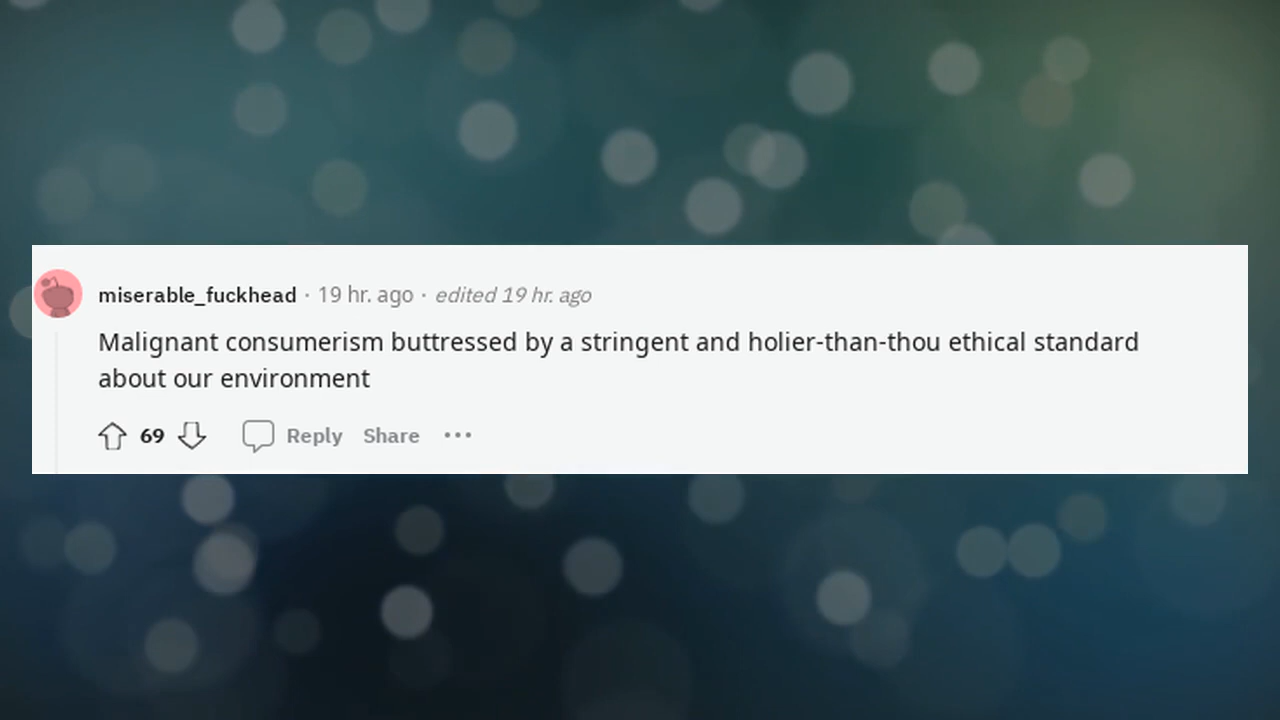 miserable_fuckhead · 19 hr. ago · edited 19 hr. ago
Malignant consumerism buttressed by a stringent and holier-than-thou ethical standard
about our environment
69 Reply Share ···